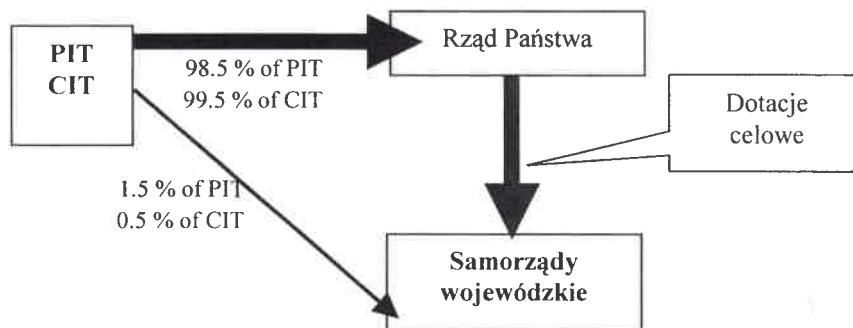 PIT
CIT
Rząd Państwa
98.5 % of PIT
99.5 % of CIT
Dotacje
celowe
1.5 % of PIT
0.5 % of CIT
Samorządy
wojewódzkie